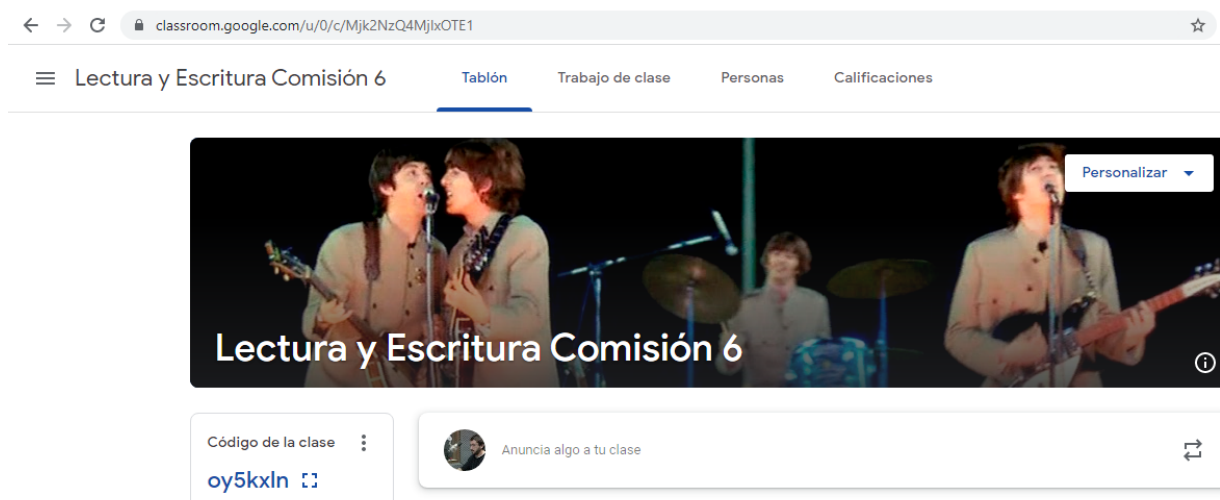 classroom.google.com/u/0/c/Mjk2NzQ4MjIxOTE1
Lectura y Escritura Comisión 6 Tablón Trabajo de clase Personas Calificaciones
Personalizar
Lectura y Escritura Comisión 6
Código de la clase
Anuncia algo a tu clase
oy5kxln